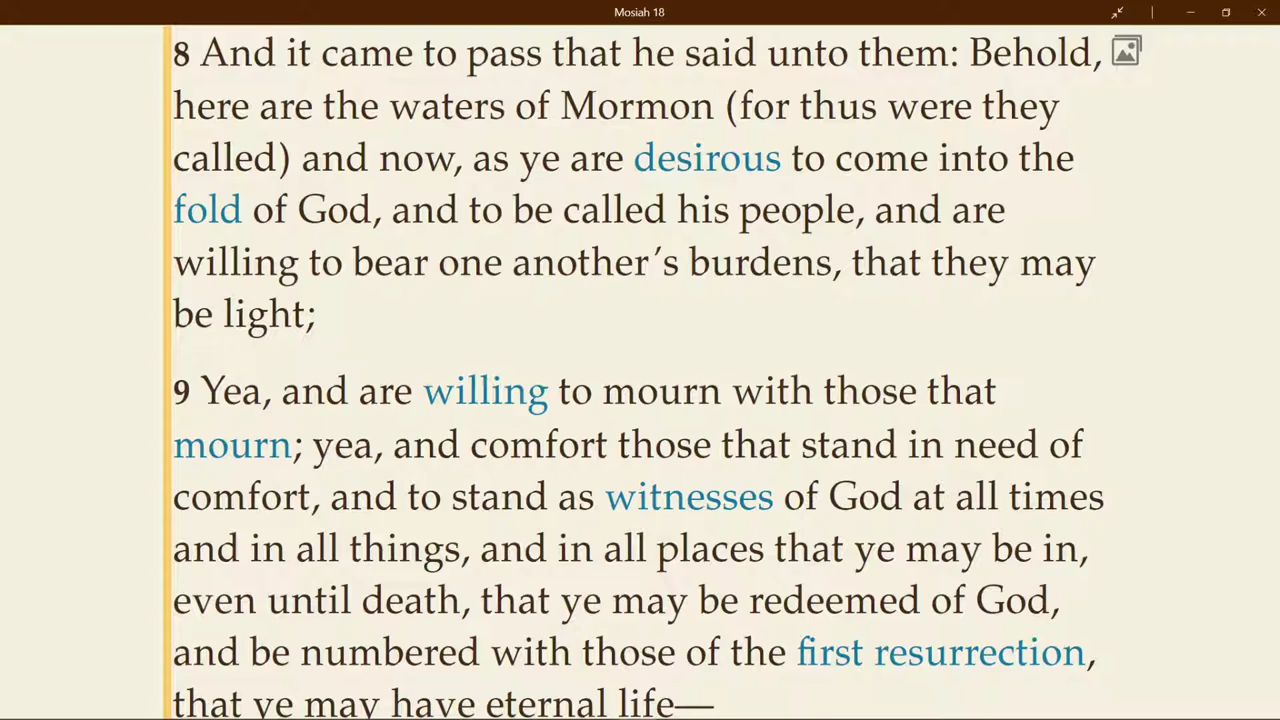 Mosiah 18
8 And it came to pass that he said unto them: Behold,
here are the waters of Mormon (for thus were they
called) and now, as ye are desirous to come into the
fold of God, and to be called his people, and are
willing to bear one another’s burdens, that they may
be light;
9 Yea, and are willing to mourn with those that
mourn; yea, and comfort those that stand in need of
comfort, and to stand as witnesses of God at all times
and in all things, and in all places that ye may be in,
even until death, that ye may be redeemed of God,
and be numbered with those of the first resurrection,
that ye may have eternal life—